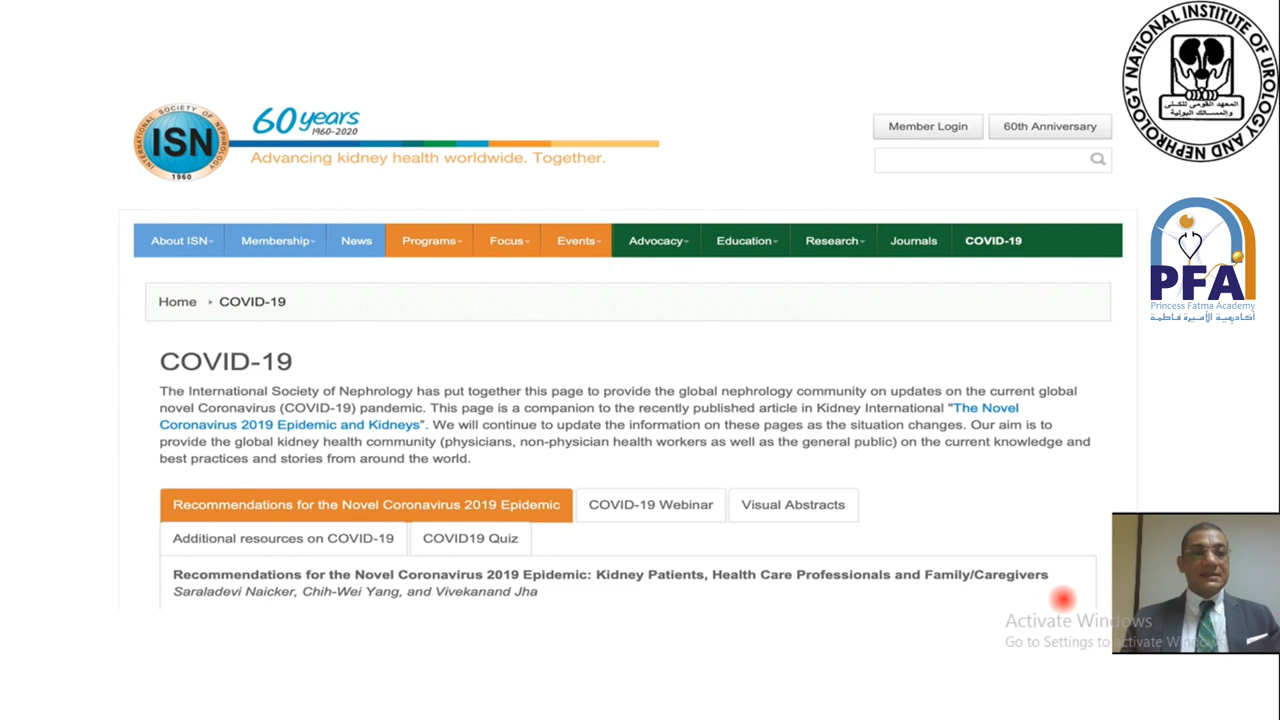 NATIONAL INSTITUTE OF UROLOGY AND NEPHROLOGY
المعهد القومى للكلى
والمسالك البولية
INTERNATIONAL SOCIETY OF NEPHROLOGY
ISN
1960
60 years
1960-2020
Advancing kidney health worldwide. Together.
Member Login
60th Anniversary
PFA
Princess Fatma Academy
أكاديمية الأميرة فاطمة
About ISN
Membership
News
Programs
Focus
Events
Advocacy
Education
Research
Journals
COVID-19
Home
COVID-19
COVID-19
The International Society of Nephrology has put together this page to provide the global nephrology community on updates on the current global
novel Coronavirus (COVID-19) pandemic. This page is a companion to the recently published article in Kidney International "The Novel
Coronavirus 2019 Epidemic and Kidneys". We will continue to update the information on these pages as the situation changes. Our aim is to
provide the global kidney health community (physicians, non-physician health workers as well as the general public) on the current knowledge and
best practices and stories from around the world.
Recommendations for the Novel Coronavirus 2019 Epidemic
COVID-19 Webinar
Visual Abstracts
Additional resources on COVID-19
COVID19 Quiz
Recommendations for the Novel Coronavirus 2019 Epidemic: Kidney Patients, Health Care Professionals and Family/Caregivers
Saraladevi Naicker, Chih-Wei Yang, and Vivekanand Jha
Activate Windows
Go to Settings to activate Windows.